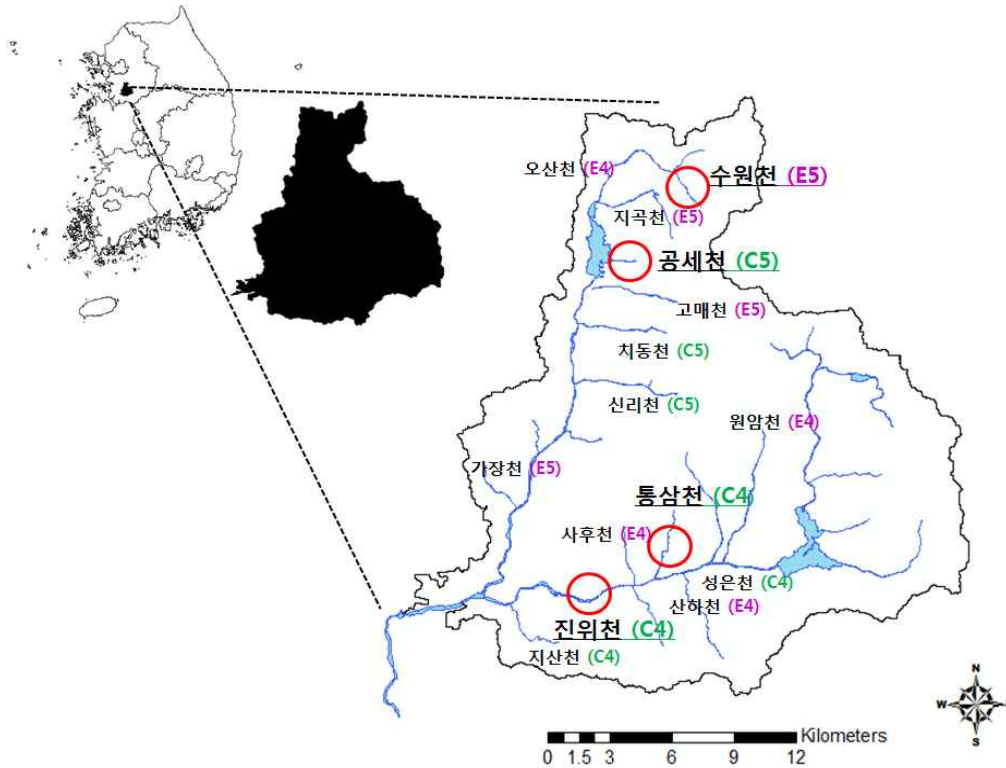 오산천 (E4)
수원천 (E5)
지곡천 (E5)
공세천 (C5)
고매천 (E5)
치동천 (C5)
신리천 (C5)
원암천 (E4)
가장천 (E5)
통삼천 (C4)
사후천 (E4)
성은천 (C4)
산하천 (E4)
진위천 (C4)
지산천 (C4)
N
W E
S
Kilometers
0 1.5 3 6 9 12